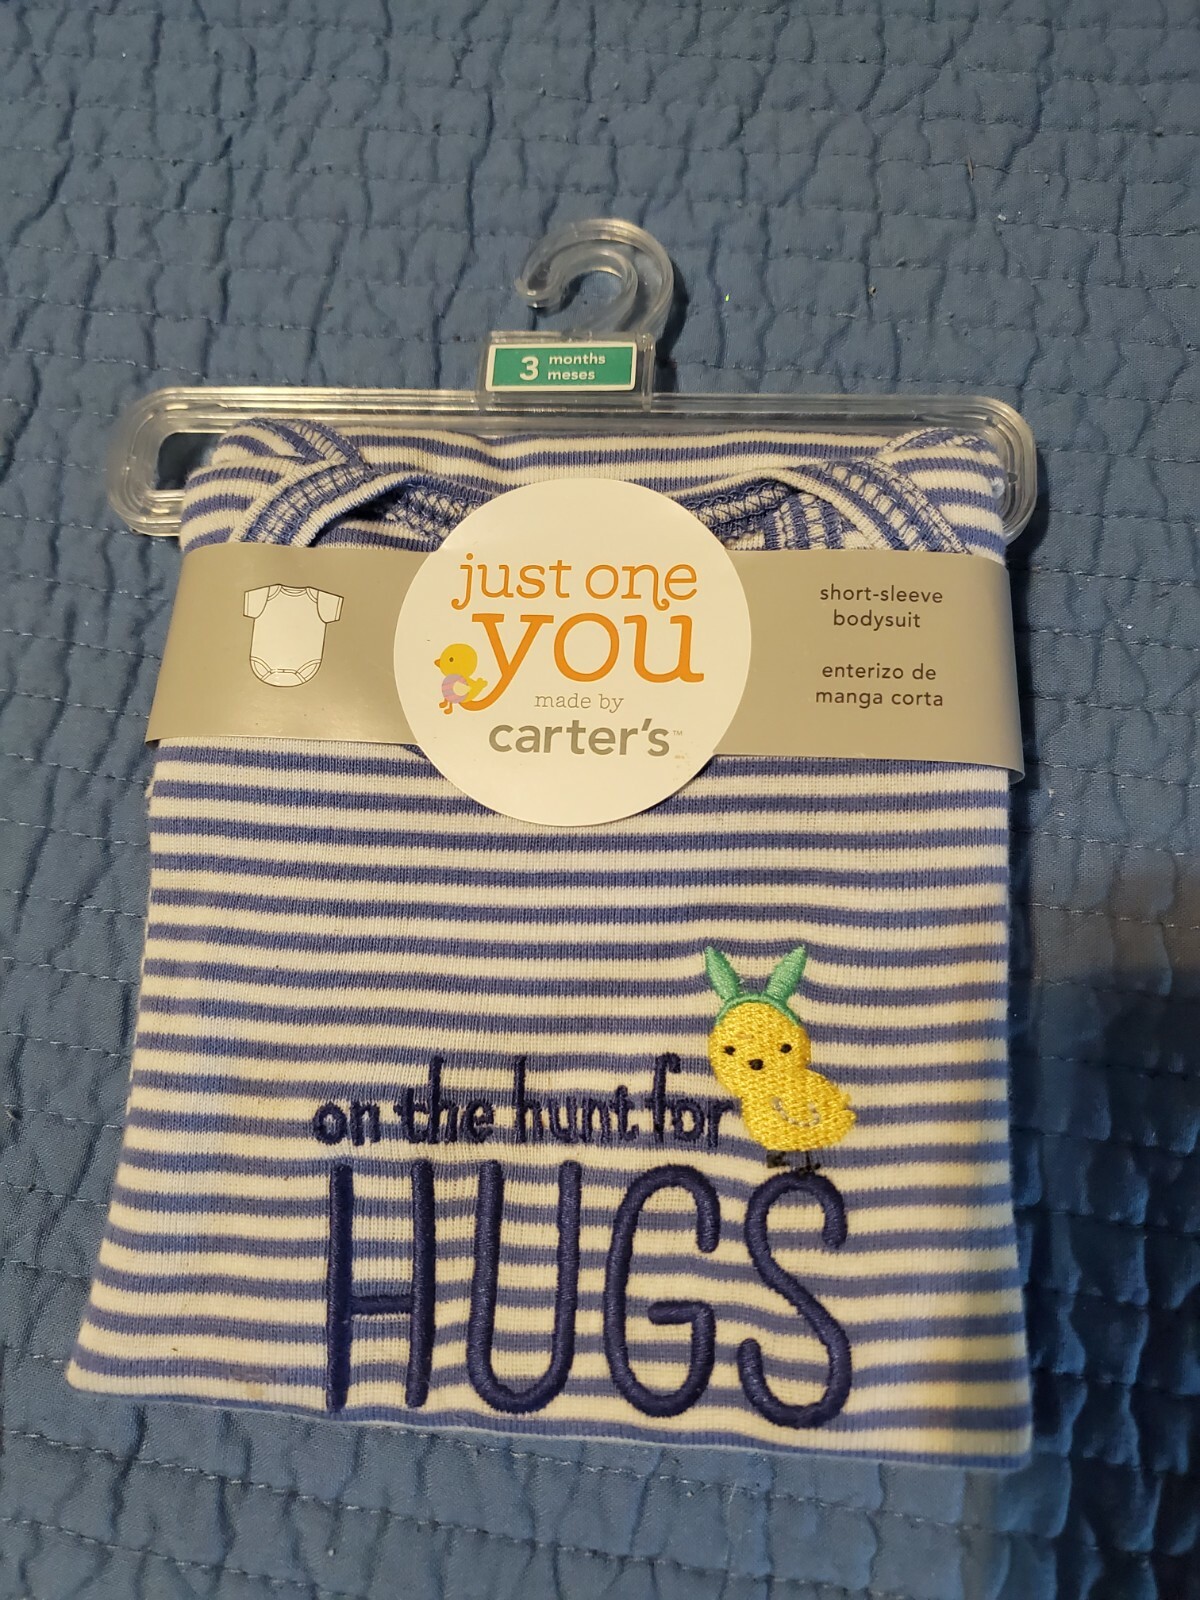 3 months
meses
just one
you
made by
carter's™
short-sleeve
bodysuit
enterizo de
manga corta
on the hunt for
HUGS